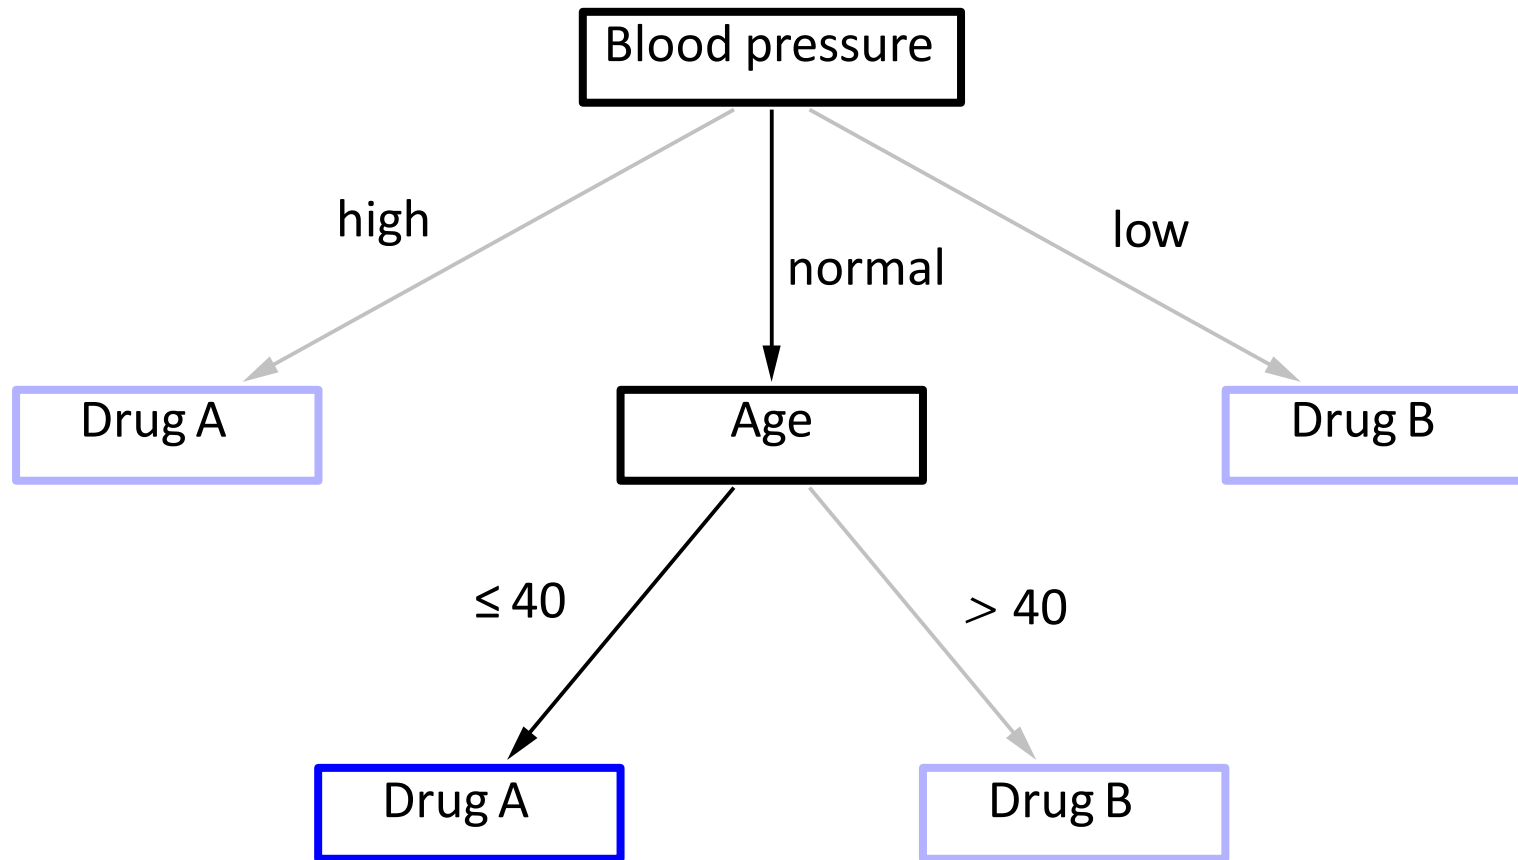 Blood pressure
high
low
normal
Drug A
Age
Drug B
≤ 40
> 40
Drug A
Drug B